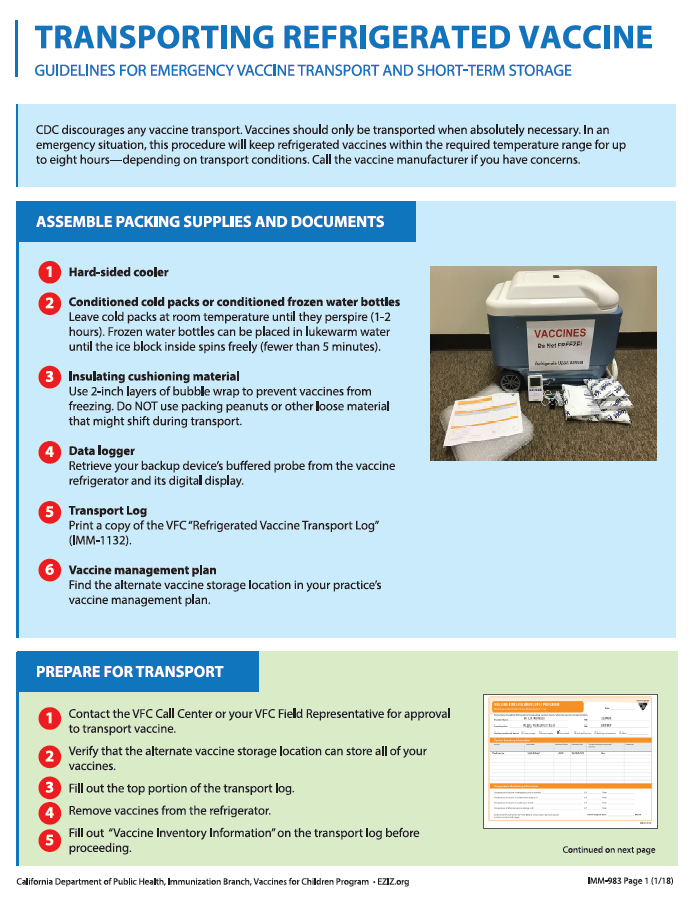 TRANSPORTING REFRIGERATED VACCINE
GUIDELINES FOR EMERGENCY VACCINE TRANSPORT AND SHORT-TERM STORAGE
CDC discourages any vaccine transport. Vaccines should only be transported when absolutely necessary. In an
emergency situation, this procedure will keep refrigerated vaccines within the required temperature range for up
to eight hours—depending on transport conditions. Call the vaccine manufacturer if you have concerns.
ASSEMBLE PACKING SUPPLIES AND DOCUMENTS
1 Hard-sided cooler
2 Conditioned cold packs or conditioned frozen water bottles
Leave cold packs at room temperature until they perspire (1-2
hours). Frozen water bottles can be placed in lukewarm water
until the ice block inside spins freely (fewer than 5 minutes).
3 Insulating cushioning material
Use 2-inch layers of bubble wrap to prevent vaccines from
freezing. Do NOT use packing peanuts or other loose material
that might shift during transport.
4 Data logger
Retrieve your backup device's buffered probe from the vaccine
refrigerator and its digital display.
5 Transport Log
Print a copy of the VFC "Refrigerated Vaccine Transport Log"
(IMM-1132).
6 Vaccine management plan
Find the alternate vaccine storage location in your practice's
vaccine management plan.
VACCINES
Do Not FREEZE!
Refrigerate Upon Arrival
PREPARE FOR TRANSPORT
1 Contact the VFC Call Center or your VFC Field Representative for approval
to transport vaccine.
2 Verify that the alternate vaccine storage location can store all of your
vaccines.
3 Fill out the top portion of the transport log.
4 Remove vaccines from the refrigerator.
5 Fill out "Vaccine Inventory Information" on the transport log before
proceeding.
Continued on next page
California Department of Public Health, Immunization Branch, Vaccines for Children Program • EZIZ.org
IMM-983 Page 1 (1/18)